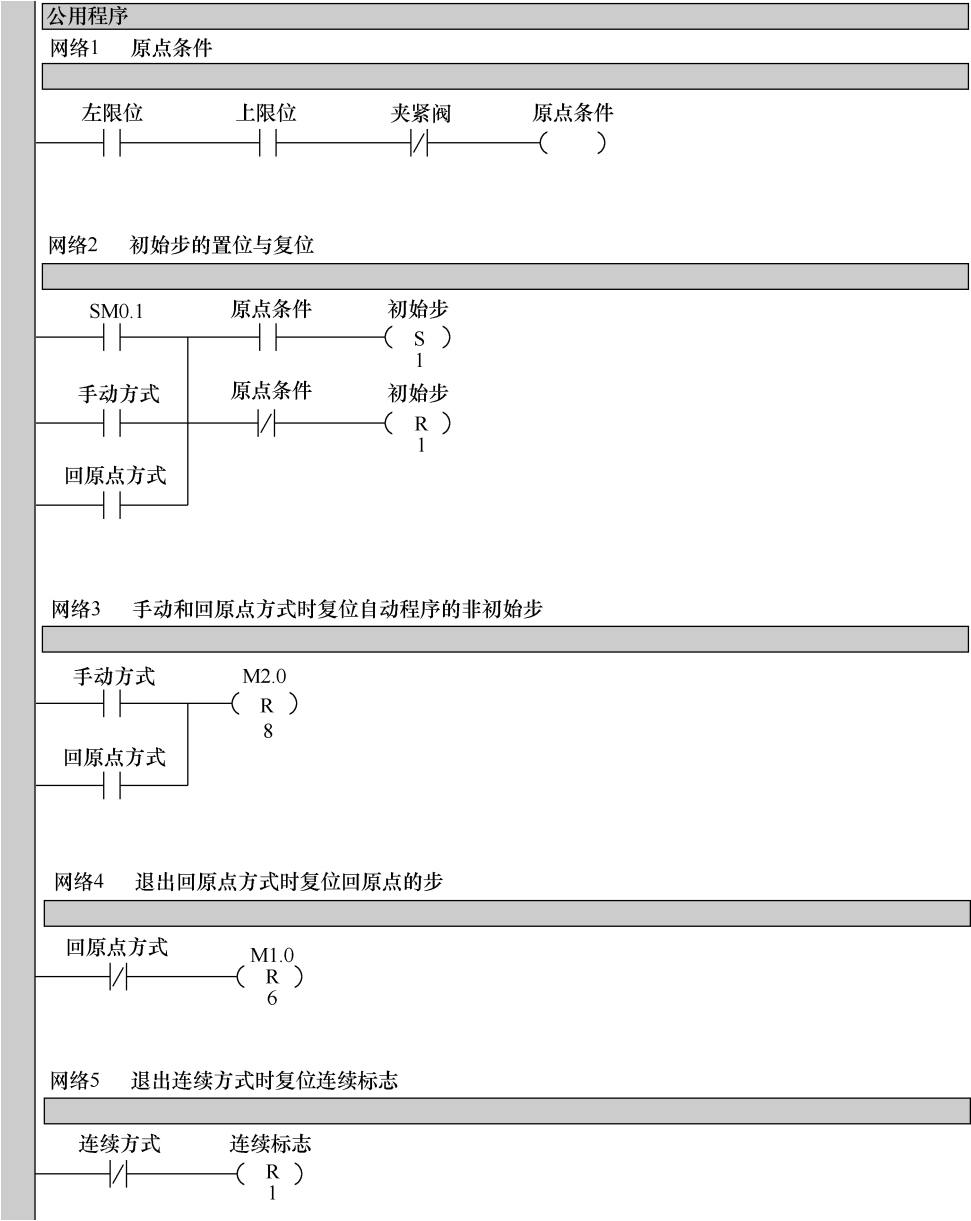 公用程序
网络1 原点条件
左限位 上限位 夹紧阀 原点条件
网络2 初始步的置位与复位
SM0.1 原点条件 初始步
S
1
手动方式 原点条件 初始步
R
1
回原点方式
网络3 手动和回原点方式时复位自动程序的非初始步
手动方式 M2.0
R
8
回原点方式
网络4 退出回原点方式时复位回原点的步
回原点方式 M1.0
R
6
网络5 退出连续方式时复位连续标志
连续方式 连续标志
R
1